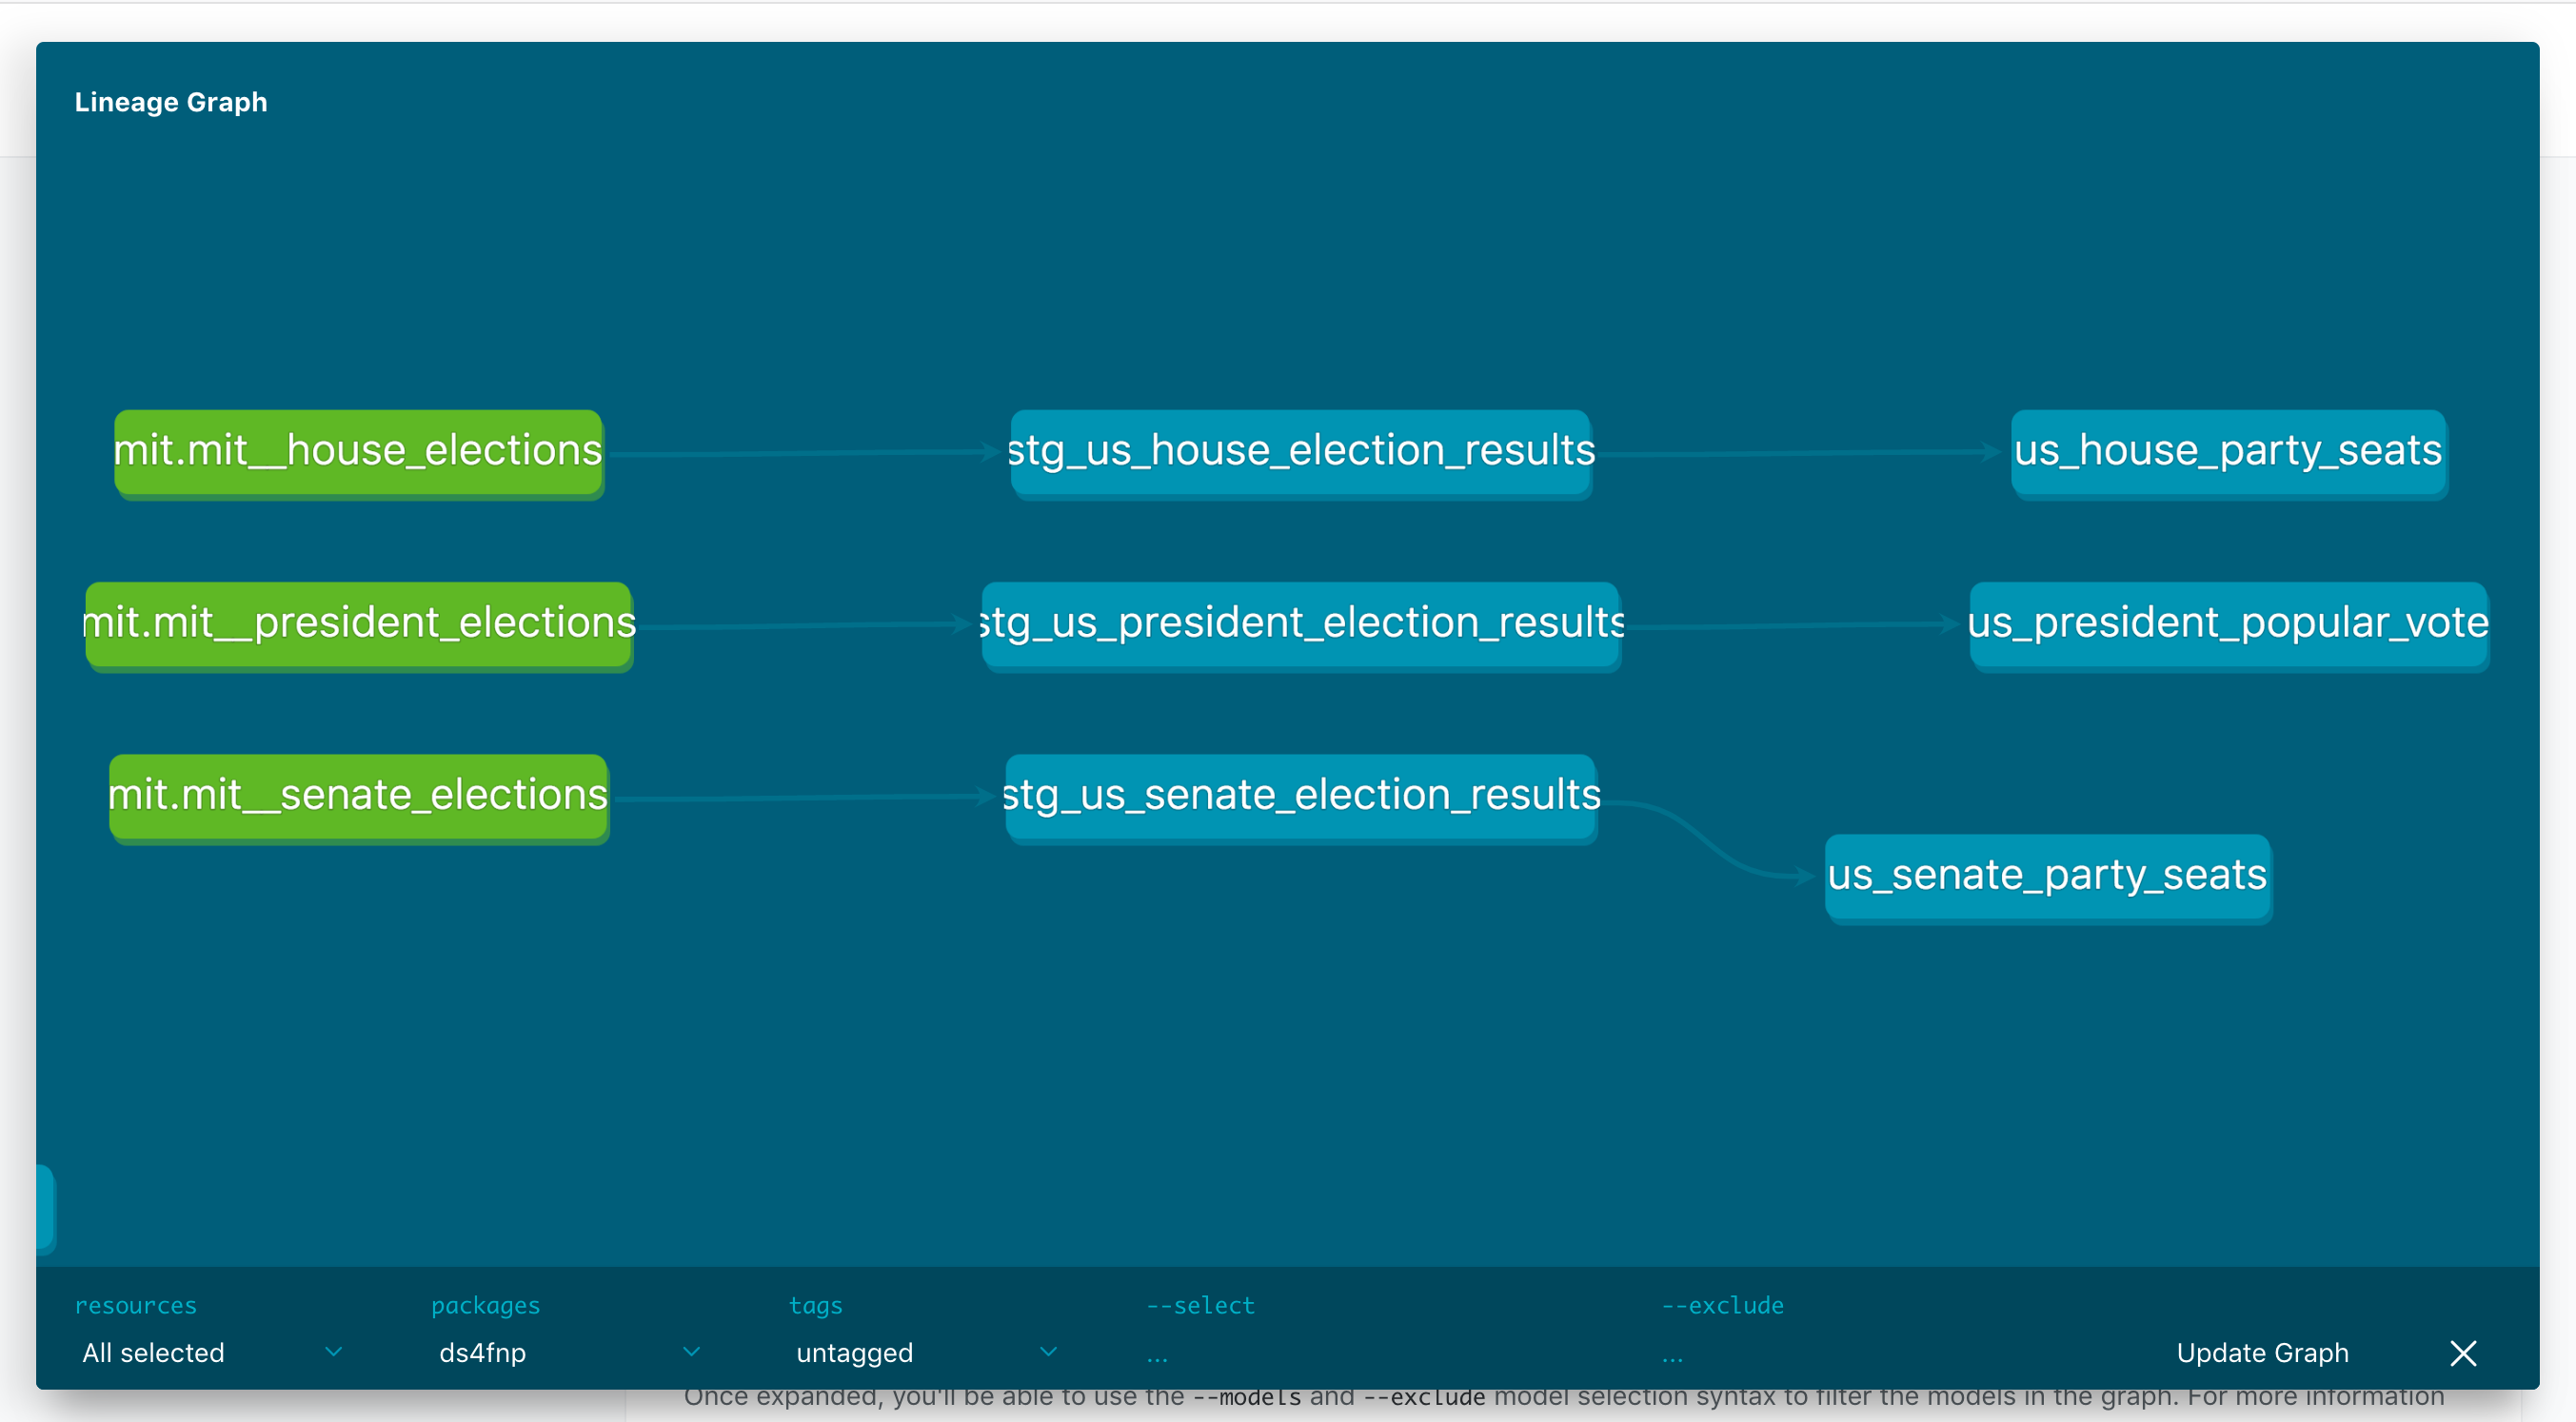 Lineage Graph
mit.mit__house_elections
stg_us_house_election_results
us_house_party_seats
mit.mit__president_elections
stg_us_president_election_results
us_president_popular_vote
mit.mit__senate_elections
stg_us_senate_election_results
us_senate_party_seats
resources
packages
tags
--select
--exclude
All selected
ds4fnp
untagged
...
...
Update Graph
Once expanded, you'll be able to use the --models and --exclude model selection syntax to filter the models in the graph. For more information